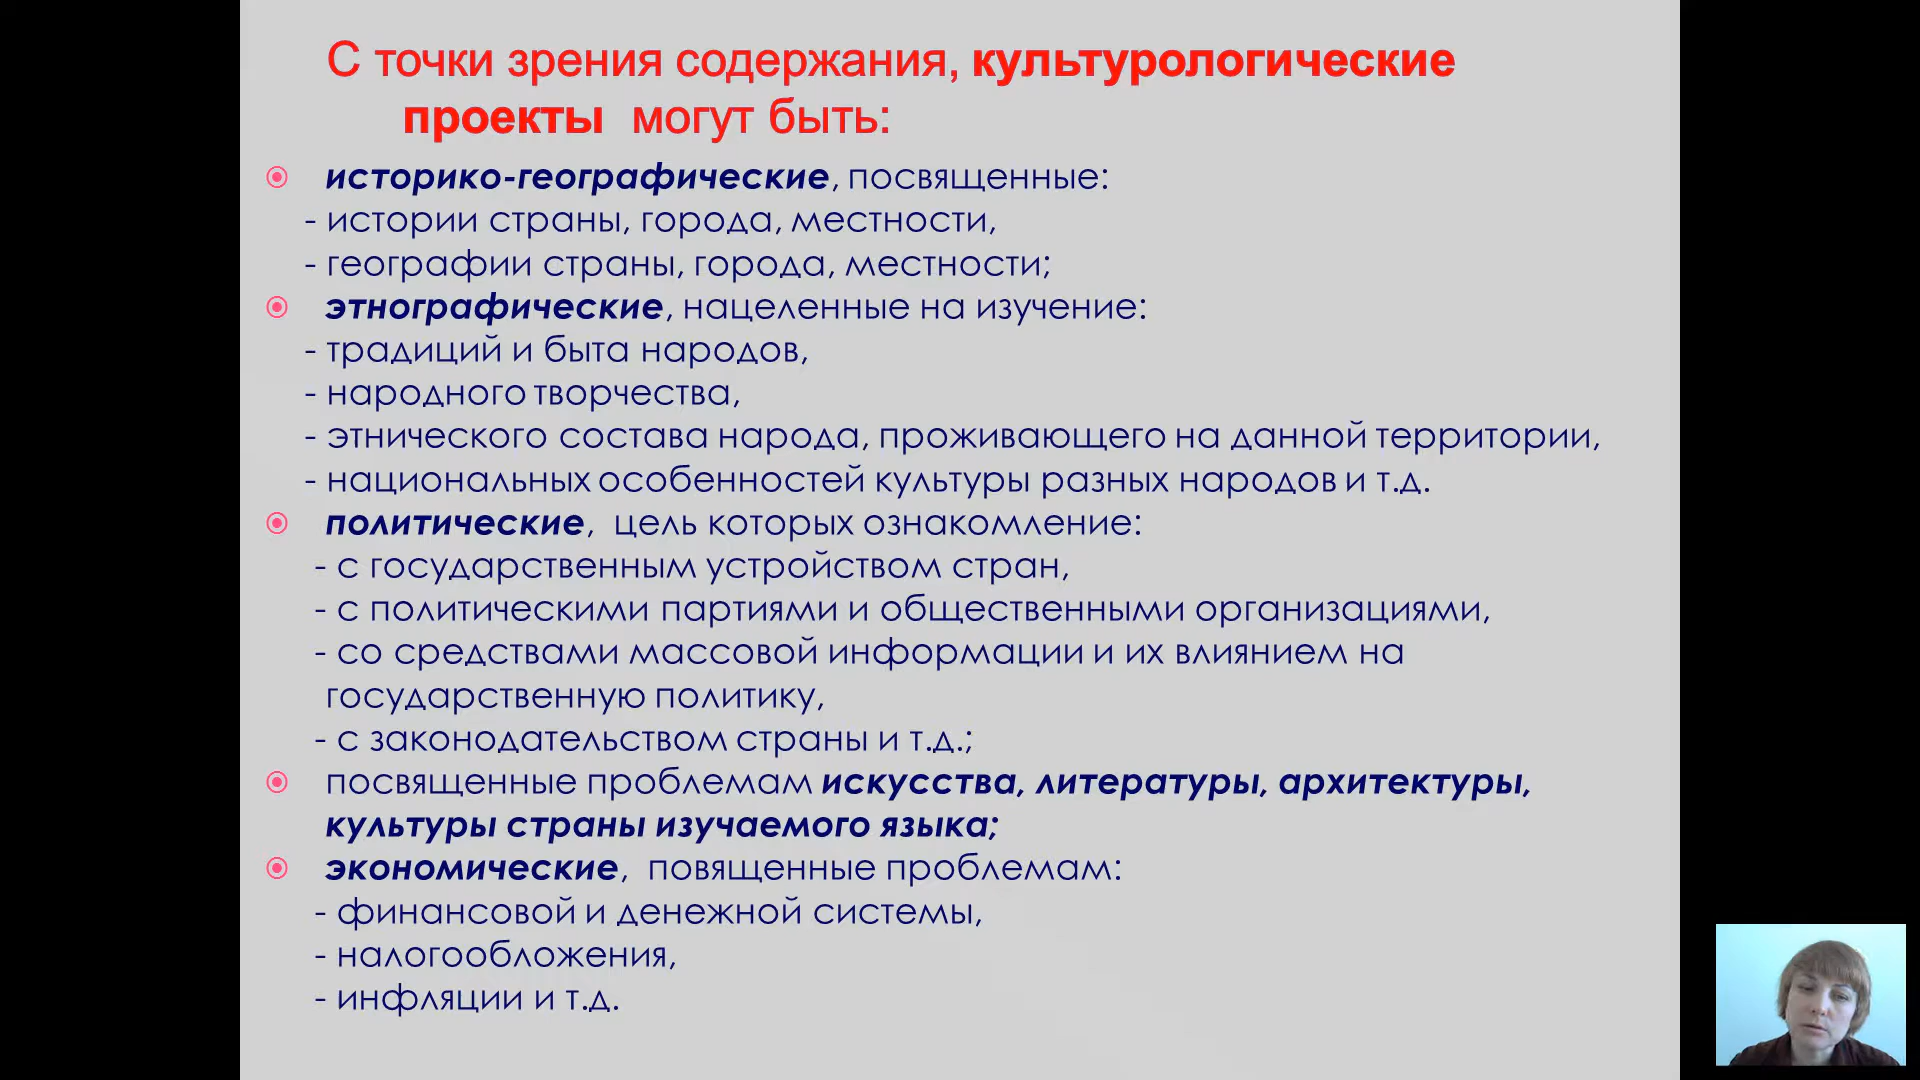 С точки зрения содержания, культурологические
проекты могут быть:
историко-географические, посвященные:
- истории страны, города, местности,
- географии страны, города, местности;
этнографические, нацеленные на изучение:
- традиций и быта народов,
- народного творчества,
- этнического состава народа, проживающего на данной территории,
- национальных особенностей культуры разных народов и т.д.
политические, цель которых ознакомление:
- с государственным устройством стран,
- с политическими партиями и общественными организациями,
- со средствами массовой информации и их влиянием на
государственную политику,
- с законодательством страны и т.д.;
посвященные проблемам искусства, литературы, архитектуры,
культуры страны изучаемого языка;
экономические, повященные проблемам:
- финансовой и денежной системы,
- налогообложения,
- инфляции и т.д.